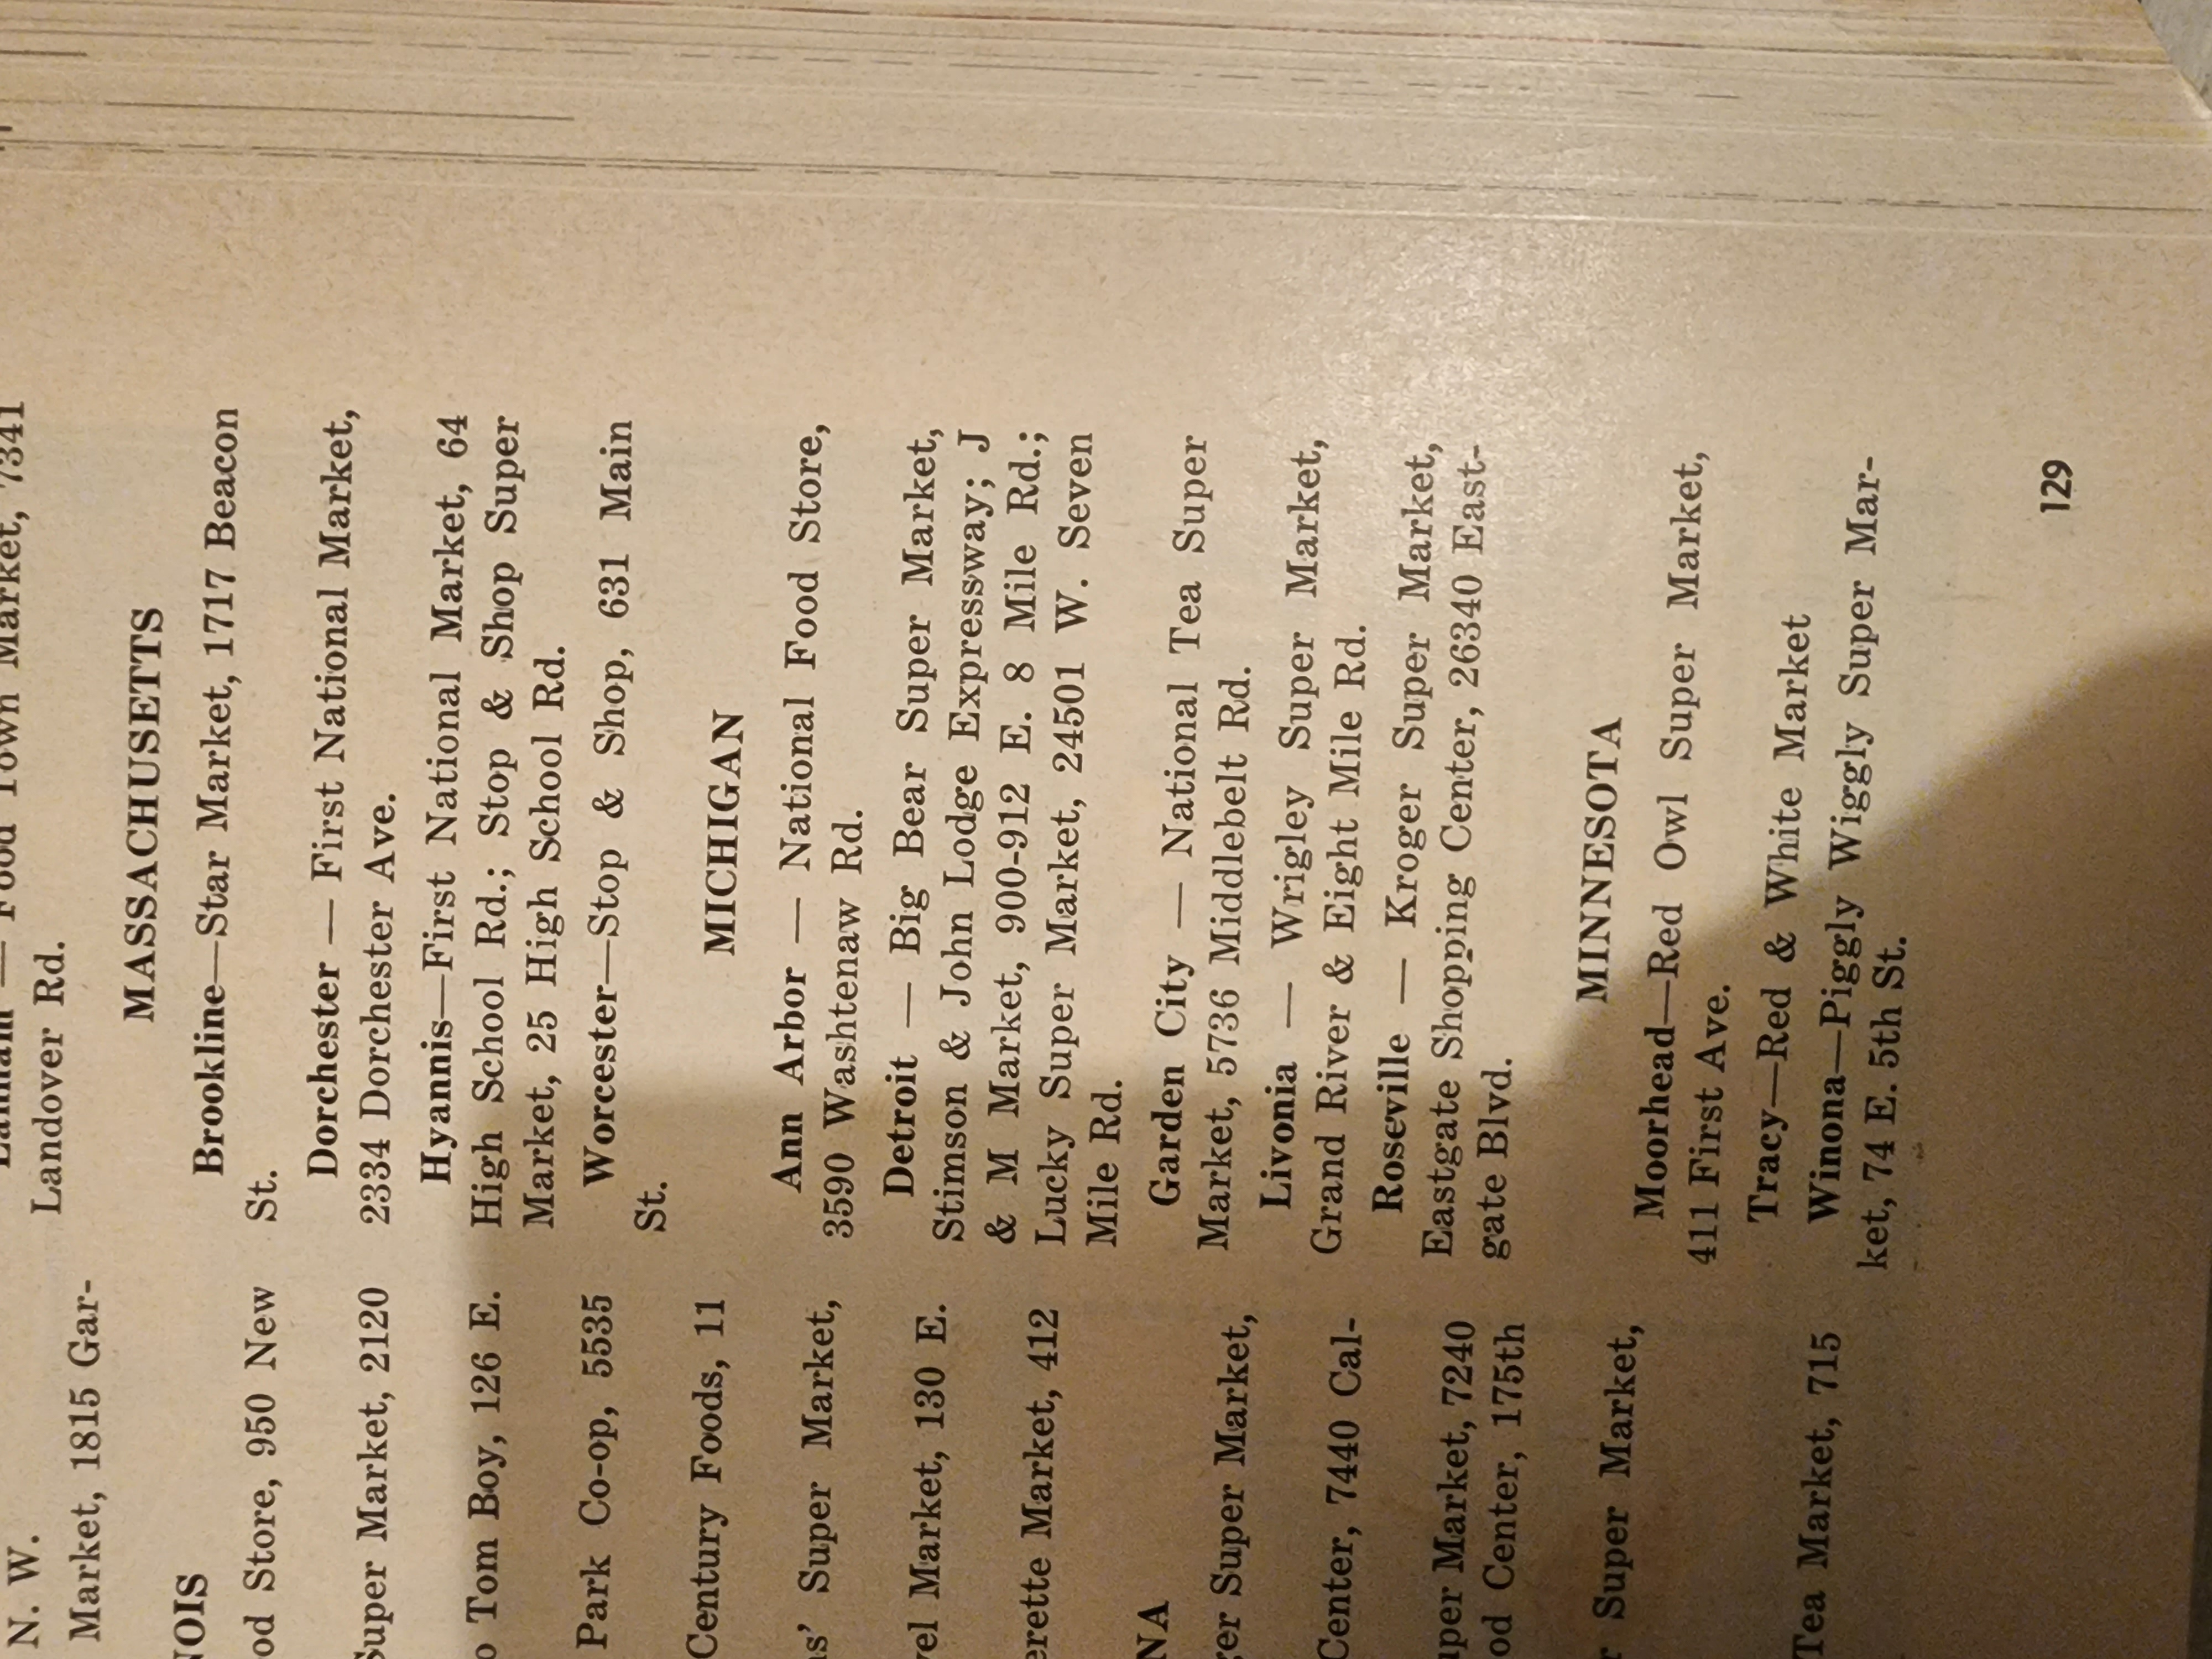 N. W.
Market, 1815 Gar-
NOIS
od Store, 950 New
Super Market, 2120
o Tom Boy, 126 E.
Park Co-op, 5535
Century Foods, 11
as' Super Market,
vel Market, 130 E.
erette Market, 412
NA
ger Super Market,
Center, 7440 Cal-
uper Market, 7240
od Center, 175th
r Super Market,
Tea Market, 715
Lanham — Food Town Market, 7341
Landover Rd.
MASSACHUSETTS
Brookline—Star Market, 1717 Beacon
St.
Dorchester — First National Market,
2334 Dorchester Ave.
Hyannis—First National Market, 64
High School Rd.; Stop & Shop Super
Market, 25 High School Rd.
Worcester—Stop & Shop, 631 Main
St.
MICHIGAN
Ann Arbor — National Food Store,
3590 Washtenaw Rd.
Detroit — Big Bear Super Market,
Stimson & John Lodge Expressway; J
& M Market, 900-912 E. 8 Mile Rd.;
Lucky Super Market, 24501 W. Seven
Mile Rd.
Garden City — National Tea Super
Market, 5736 Middlebelt Rd.
Livonia — Wrigley Super Market,
Grand River & Eight Mile Rd.
Roseville — Kroger Super Market,
Eastgate Shopping Center, 26340 East-
gate Blvd.
MINNESOTA
Moorhead—Red Owl Super Market,
411 First Ave.
Tracy—Red & White Market
Winona—Piggly Wiggly Super Mar-
ket, 74 E. 5th St.
129